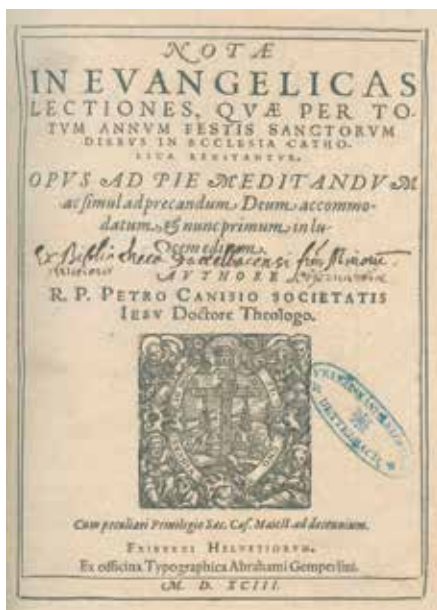 NOTÆ
IN EVANGELICAS
LECTIONES, QVÆ PER TO-
TVM ANNVM FESTIS SANCTORVM
DIEBVS IN ECCLESIA CATHO-
LICA RECITANTVR.
OPVS AD PIE MEDITANDVM
ac simul ad precandum Deum accommo-
datum, & nunc primum in lu-
cem editum.
Ex Bibliotheca
AVTHORE
R. P. PETRO CANISIO SOCIETATIS
IESV Doctore Theologo.
Cum peculiari Privilegio Sac. Cæs. Maiest. ad decennium.
FRIBVRGI HELVETIORVM.
Ex officina Typographica Abrahami Gemperlini.
M. D. XCIII.